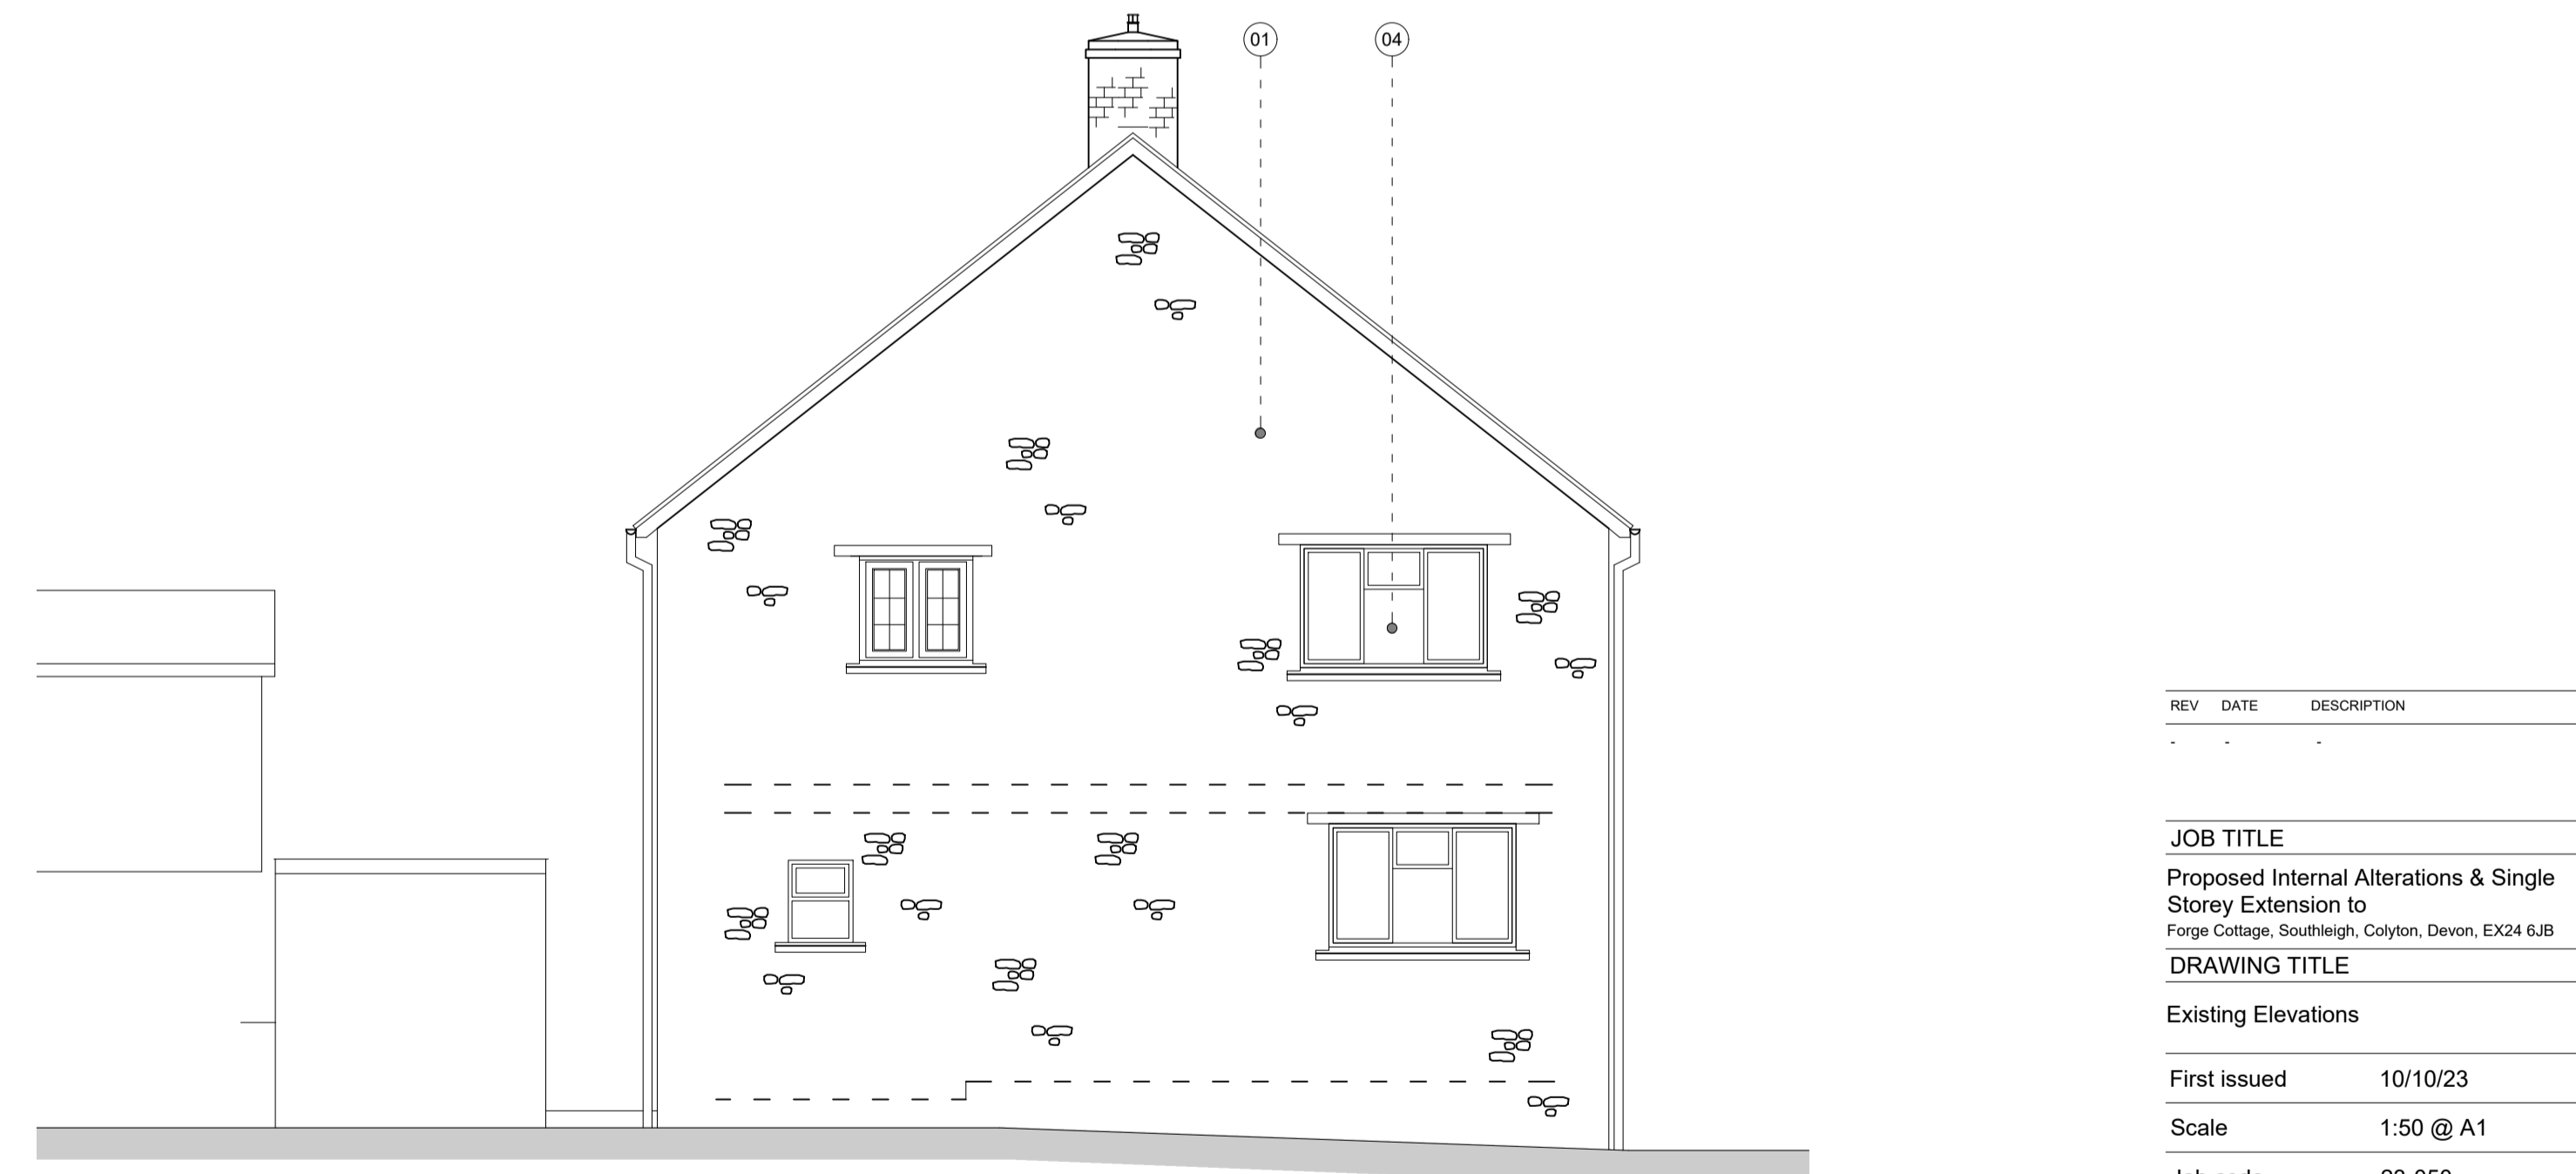 01 04
REV DATE DESCRIPTION
- - -
JOB TITLE
Proposed Internal Alterations & Single
Storey Extension to
Forge Cottage, Southleigh, Colyton, Devon, EX24 6JB
DRAWING TITLE
Existing Elevations
First issued 10/10/23
Scale 1:50 @ A1